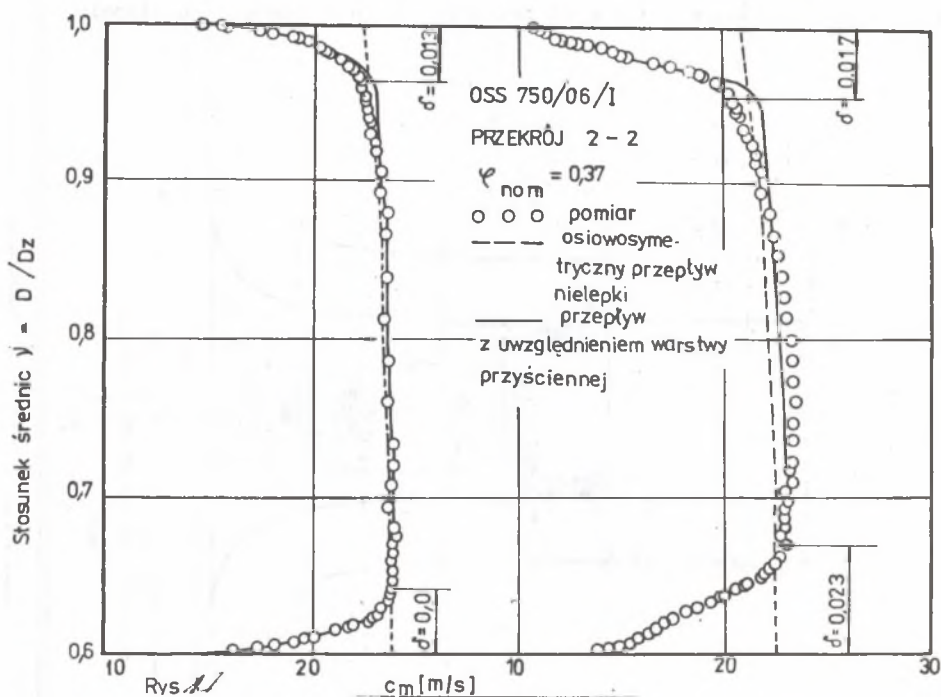 1,0
0,9
0,8
0,7
0,6
Stosunek średnic ν = D/Dz
δ = 0,013
δ = 0,017
OSS 750/06/I
PRZEKRÓJ 2-2
φ nom = 0,37
pomiar
osiowosyme-
tryczny przepływ
nielepki
przepływ
z uwzględnieniem warstwy
przyściennej
δ = 0,0
δ = 0,023
10 20 10 20 30
Rys
cm [m/s]